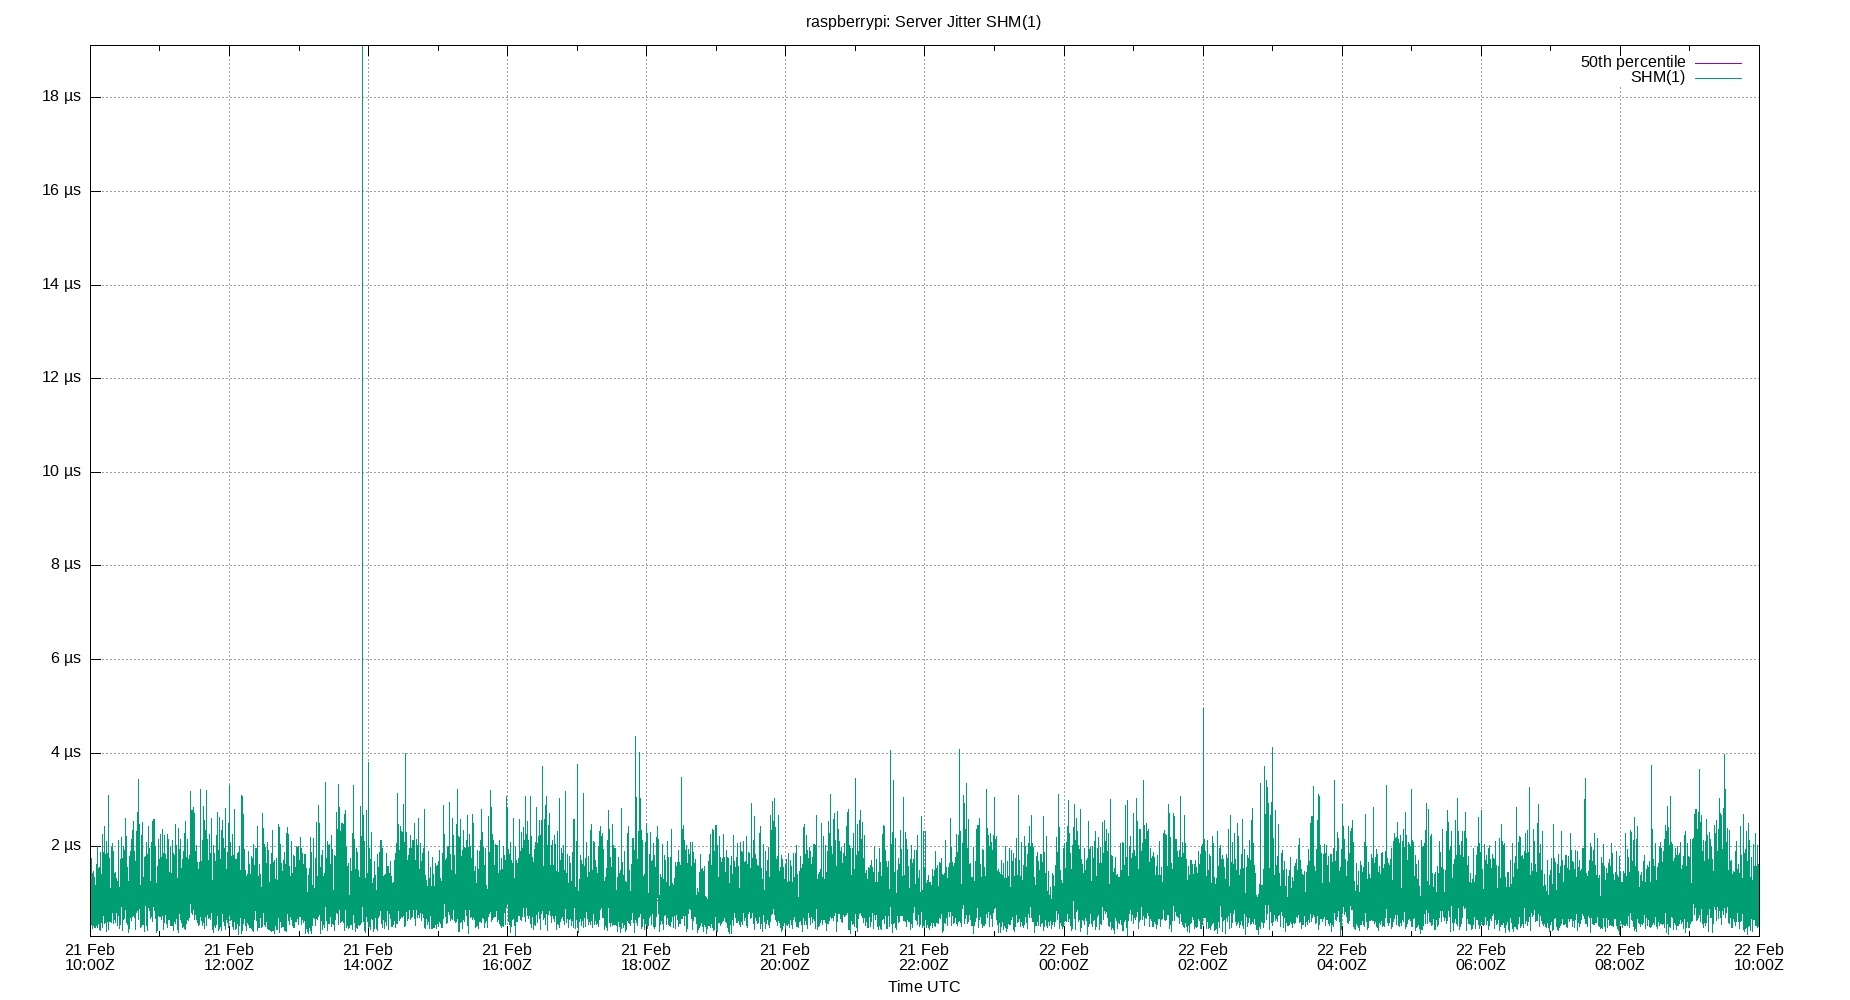 raspberrypi: Server Jitter SHM(1)
50th percentile
SHM(1)
18 µs
16 µs
14 µs
12 µs
10 µs
8 µs
6 µs
4 µs
2 µs
21 Feb 21 Feb 21 Feb 21 Feb 21 Feb 21 Feb 21 Feb 22 Feb 22 Feb 22 Feb 22 Feb 22 Feb 22 Feb
10:00Z 12:00Z 14:00Z 16:00Z 18:00Z 20:00Z 22:00Z 00:00Z 02:00Z 04:00Z 06:00Z 08:00Z 10:00Z
Time UTC